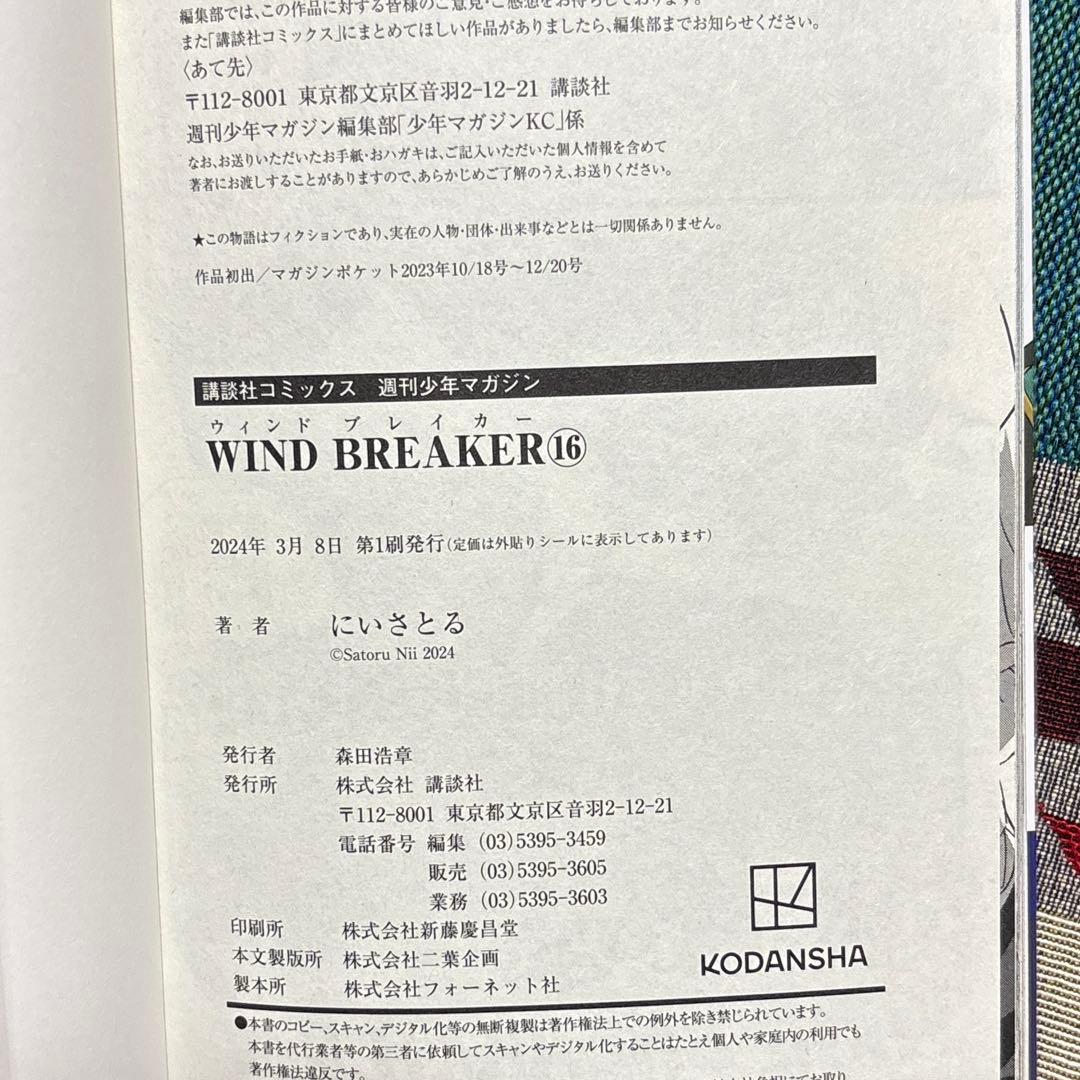 編集部では、この作品に対する皆様のご意見・ご感想をお待ちしております。
また「講談社コミックス」にまとめてほしい作品がありましたら、編集部までお知らせください。
〈あて先〉
〒112-8001 東京都文京区音羽2-12-21 講談社
週刊少年マガジン編集部「少年マガジンKC」係
なお、お送りいただいたお手紙・おハガキは、ご記入いただいた個人情報を含めて
著者にお渡しすることがありますので、あらかじめご了解のうえ、お送りください。
★この物語はフィクションであり、実在の人物・団体・出来事などとは一切関係ありません。
作品初出／マガジンポケット2023年10/18号～12/20号
講談社コミックス 週刊少年マガジン
ウィンド ブレイカー
WIND BREAKER⑯
2024年 3月 8日 第1刷発行(定価は外貼りシールに表示してあります)
著 者 にいさとる
©Satoru Nii 2024
発行者 森田浩章
発行所 株式会社 講談社
〒112-8001 東京都文京区音羽2-12-21
電話番号 編集 (03)5395-3459
販売 (03)5395-3605
業務 (03)5395-3603
印刷所 株式会社新藤慶昌堂
本文製版所 株式会社二葉企画
製本所 株式会社フォーネット社
KODANSHA
●本書のコピー、スキャン、デジタル化等の無断複製は著作権法上での例外を除き禁じられています。
本書を代行業者等の第三者に依頼してスキャンやデジタル化することはたとえ個人や家庭内の利用でも
著作権法違反です。